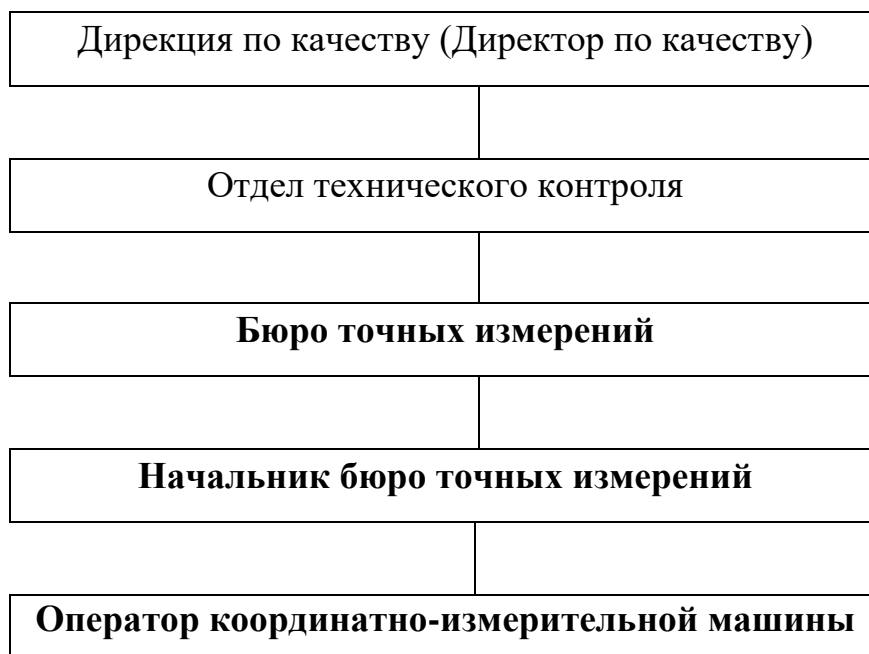 Дирекция по качеству (Директор по качеству)
Отдел технического контроля
Бюро точных измерений
Начальник бюро точных измерений
Оператор координатно-измерительной машины